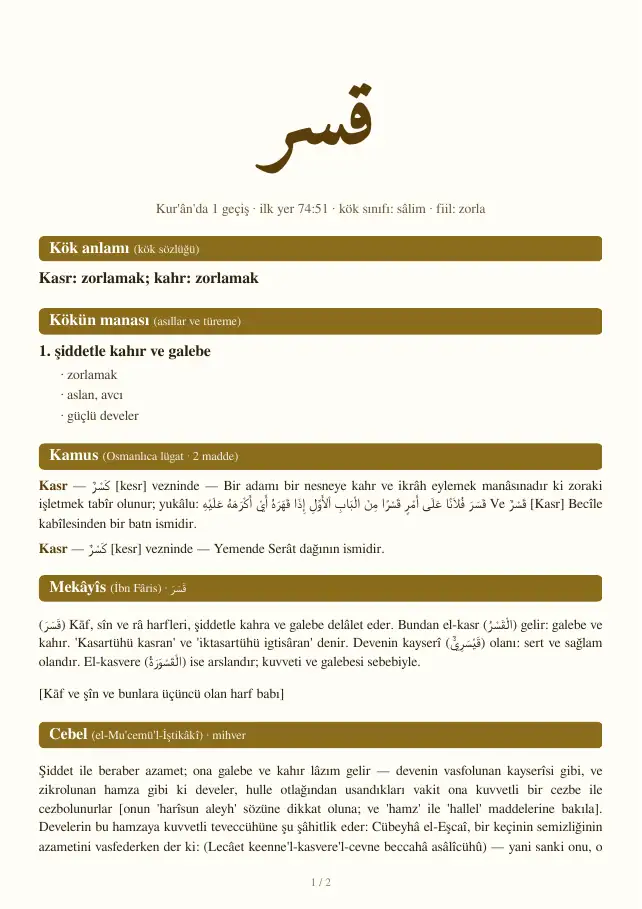 قسر
Kur'ân'da 1 geçiş · ilk yer 74:51 · kök sınıfı: sâlim · fiil: zorla
Kök anlamı (kök sözlüğü)
Kasr: zorlamak; kahr: zorlamak
Kökün manası (asıllar ve türeme)
1. şiddetle kahır ve galebe
· zorlamak
· aslan, avcı
· güçlü develer
Kamus (Osmanlıca lügat · 2 madde)
Kasr — كَسْرٌ [kesr] vezninde — Bir adamı bir nesneye kahr ve ikrâh eylemek manâsınadır ki zoraki
işletmek tabîr olunur; yukâlu: قَسَرَ فُلَانًا عَلَى أَمْرٍ قَسْرًا مِنَ الْبَابِ اْلاَوَّلِ إِذَا قَهَرَهُ أَيْ أَكْرَهَهُ عَلَيْهِ Ve قَسْرٌ [Kasr] Becîle
kabîlesinden bir batn ismidir.
Kasr — كَسْرٌ [kesr] vezninde — Yemende Serât dağının ismidir.
Mekâyîs (İbn Fâris) · قَسَرَ
(قَسَرَ) Kāf, sîn ve râ harfleri, şiddetle kahra ve galebe delâlet eder. Bundan el-kasr (الْقَسْرُ) gelir: galebe ve
kahır. 'Kasartühü kasran' ve 'iktasartühü igtisâran' denir. Devenin kayserî (قَيْسَرِيٌّ) olanı: sert ve sağlam
olandır. El-kasvere (الْقَسْوَرَةُ) ise arslandır; kuvveti ve galebesi sebebiyle.
[Kāf ve şîn ve bunlara üçüncü olan harf babı]
Cebel (el-Mu'cemü'l-İştikâkî) · mihver
Şiddet ile beraber azamet; ona galebe ve kahır lâzım gelir — devenin vasfolunan kayserîsi gibi, ve
zikrolunan hamza gibi ki develer, hulle otlağından usandıkları vakit ona kuvvetli bir cezbe ile
cezbolunurlar [onun 'harîsun aleyh' sözüne dikkat oluna; ve 'hamz' ile 'hallel' maddelerine bakıla].
Develerin bu hamzaya kuvvetli teveccühüne şu şâhitlik eder: Cübeyhâ el-Eşcaî, bir keçinin semizliğinin
azametini vasfederken der ki: (Lecâet keenne'l-kasvere'l-cevne beccahâ asâlîcühû) — yani sanki onu, o
1 / 2